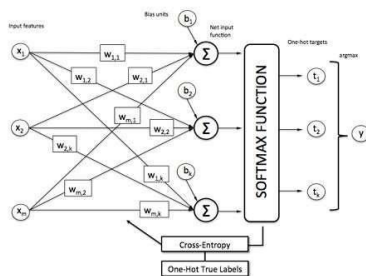 Input features
Bias units
Net input
function
One-hot targets
argmax
b1
x1
w1,1
Σ
t1
w1,2
w2,1
wm,1
b2
x2
w2,2
Σ
t2
y
w2,k
w1,k
wm,2
bk
xm
wm,k
Σ
tk
SOFTMAX FUNCTION
Cross-Entropy
One-Hot True Labels